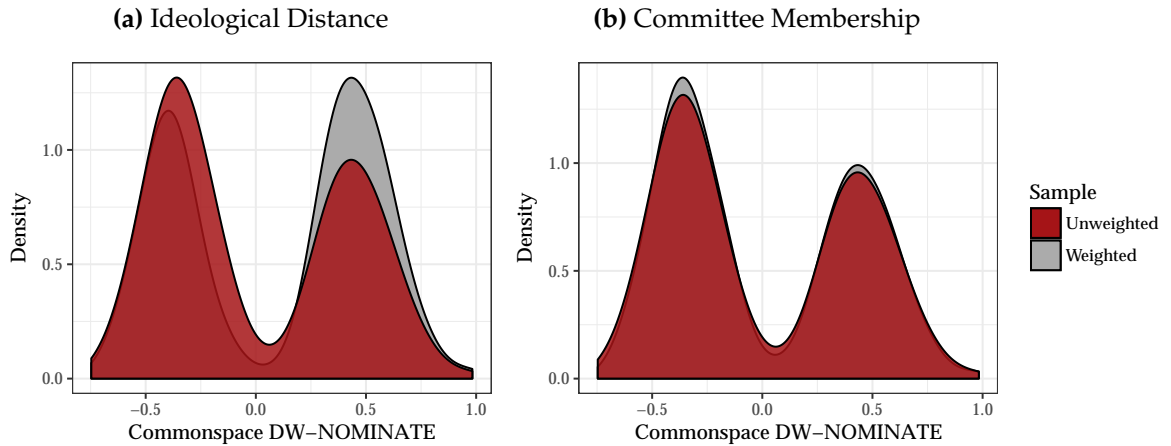 (a) Ideological Distance
(b) Committee Membership
Density
1.0
0.5
0.0
−0.5
0.0
0.5
1.0
Commonspace DW−NOMINATE
Density
1.0
0.5
0.0
−0.5
0.0
0.5
1.0
Commonspace DW−NOMINATE
Sample
Unweighted
Weighted